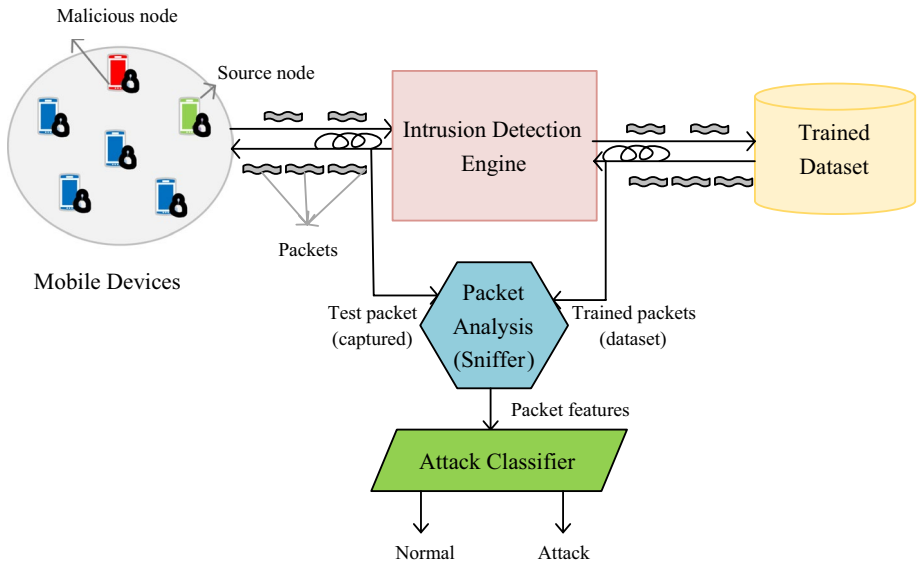 Malicious node
Source node
Intrusion Detection
Engine
Trained
Dataset
Packets
Mobile Devices
Packet
Analysis
(Sniffer)
Test packet
(captured)
Trained packets
(dataset)
Packet features
Attack Classifier
Normal
Attack